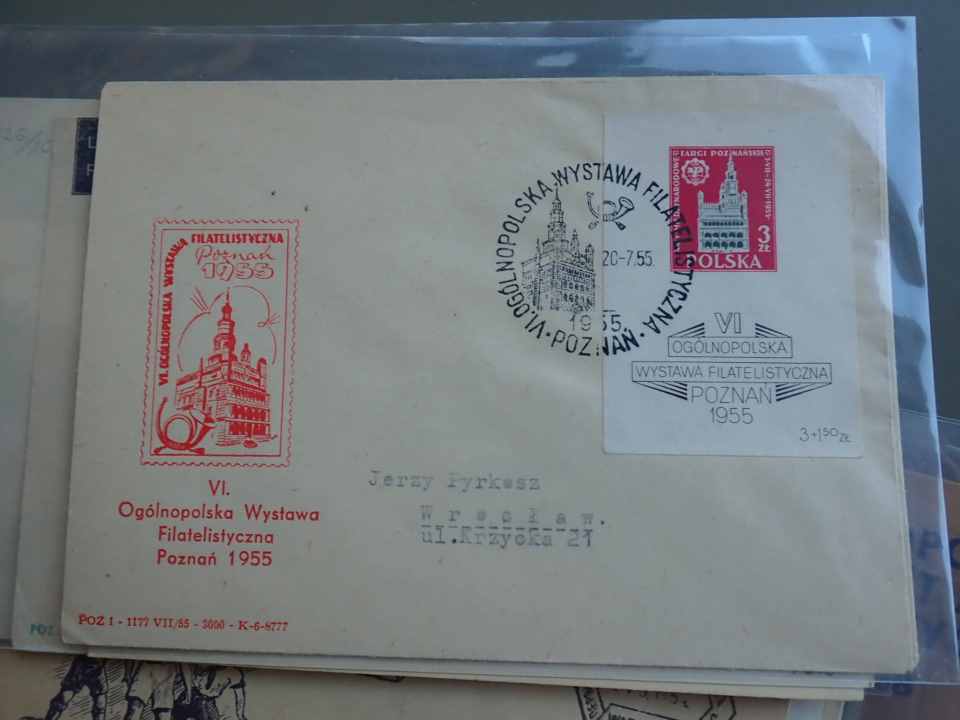 VI. OGÓLNOPOLSKA WYSTAWA FILATELISTYCZNA
Poznań
1955
VI.
Ogólnopolska Wystawa
Filatelistyczna
Poznań 1955
POZ I - 1177 VII/55 - 3000 - K-6-8777
VI. OGÓLNOPOLSKA WYSTAWA FILATELISTYCZNA
20-7.55.
1955.
POZNAŃ
TARGI POZNAŃSKIE
3 ZŁ
POLSKA
VI
OGÓLNOPOLSKA
WYSTAWA FILATELISTYCZNA
POZNAŃ
1955
3+1.50 ZŁ
Jerzy Pyrkosz
Wrocław.
ul.Krzycka 21
POZ